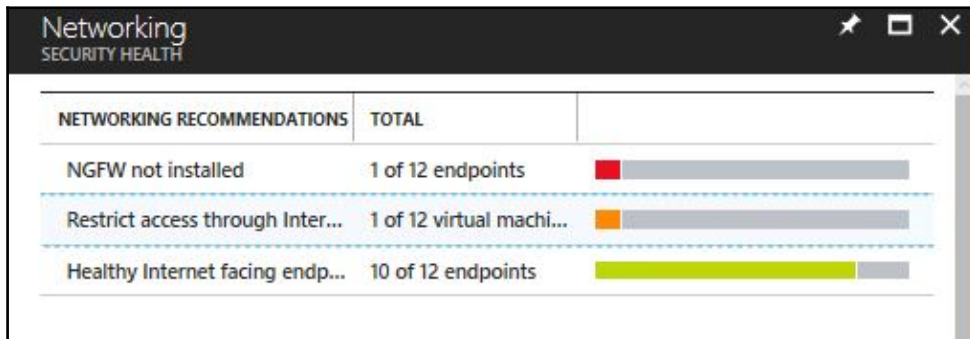 Networking
SECURITY HEALTH
NETWORKING RECOMMENDATIONS TOTAL
NGFW not installed 1 of 12 endpoints
Restrict access through Inter... 1 of 12 virtual machi...
Healthy Internet facing endp... 10 of 12 endpoints